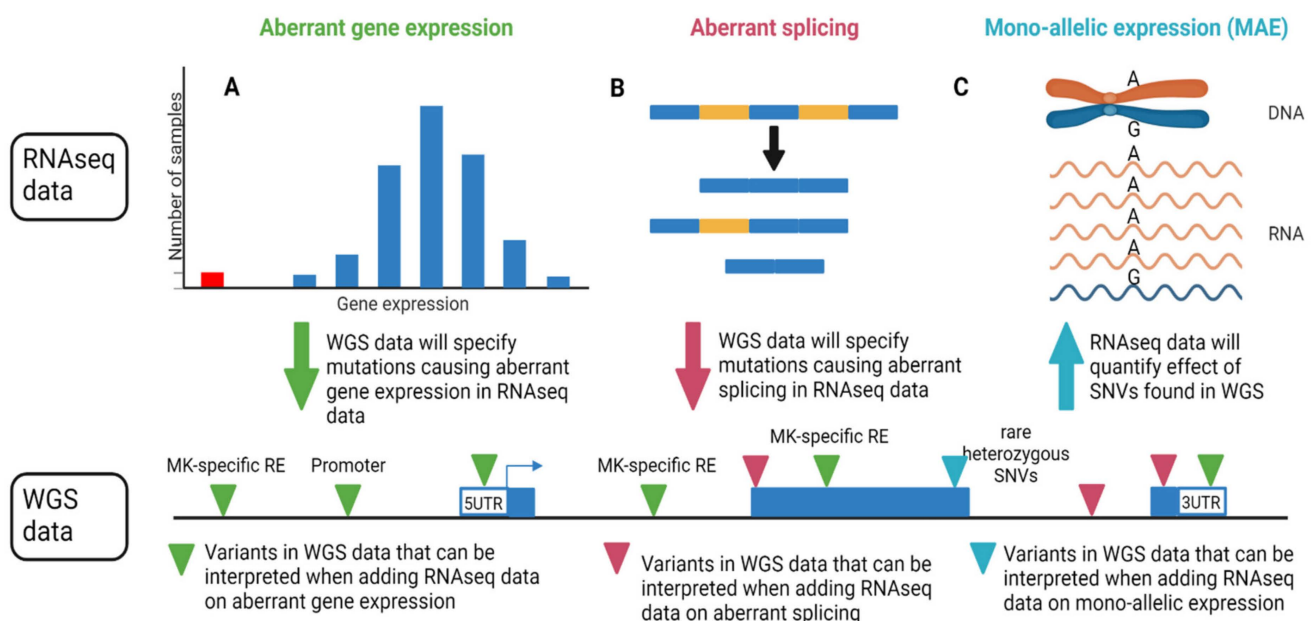 Aberrant gene expression
Aberrant splicing
Mono-allelic expression (MAE)
RNAseq
data
A
Number of samples
Gene expression
B
C
A
G
DNA
A
A
A
A
G
RNA
WGS data will specify
mutations causing aberrant
gene expression in RNAseq
data
WGS data will specify
mutations causing aberrant
splicing in RNAseq data
RNAseq data will
quantify effect of
SNVs found in WGS
WGS
data
MK-specific RE
Promoter
5UTR
MK-specific RE
MK-specific RE
rare
heterozygous
SNVs
3UTR
Variants in WGS data that can be
interpreted when adding RNAseq data
on aberrant gene expression
Variants in WGS data that can be
interpreted when adding RNAseq
data on aberrant splicing
Variants in WGS data that can be
interpreted when adding RNAseq
data on mono-allelic expression